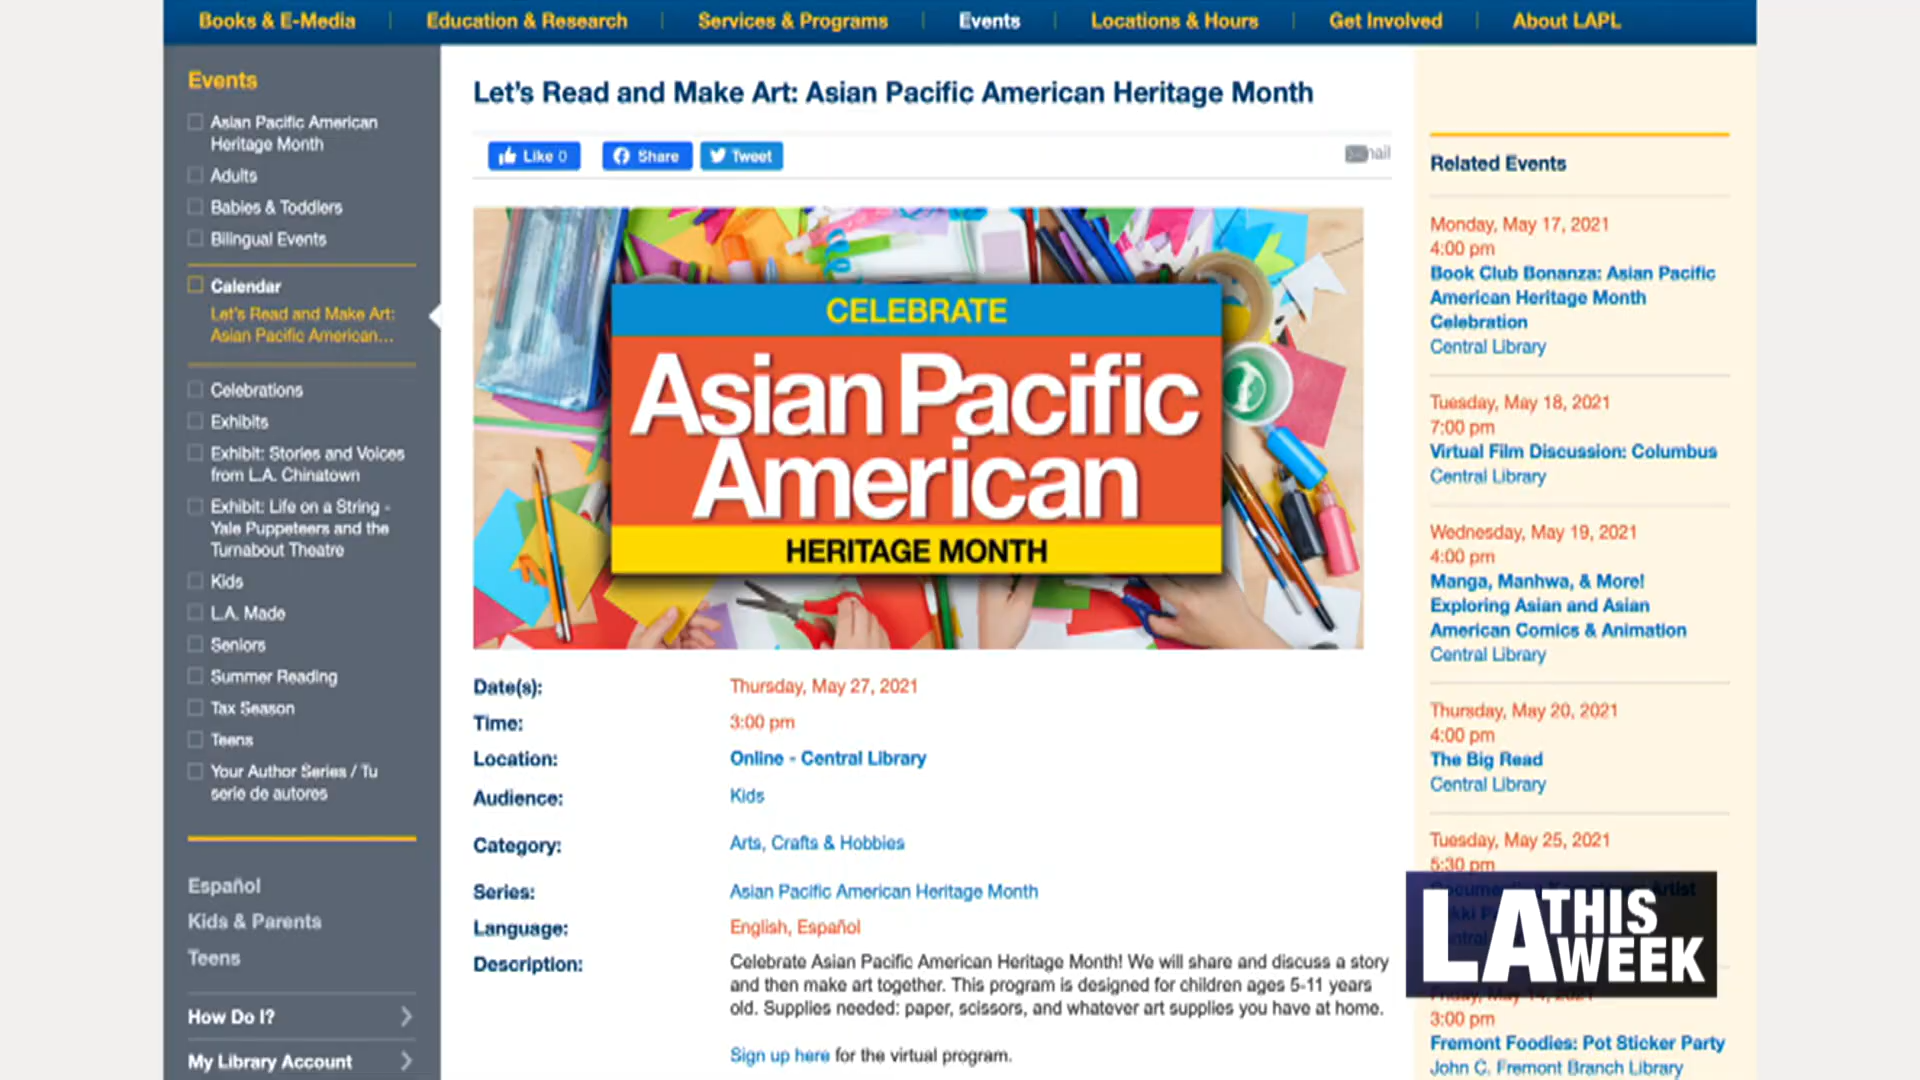 Books & E-Media
Education & Research
Services & Programs
Events
Locations & Hours
Get Involved
About LAPL
Events
Asian Pacific American
Heritage Month
Adults
Babies & Toddlers
Bilingual Events
Calendar
Let's Read and Make Art:
Asian Pacific American...
Celebrations
Exhibits
Exhibit: Stories and Voices
from L.A. Chinatown
Exhibit: Life on a String -
Yale Puppeteers and the
Turnabout Theatre
Kids
L.A. Made
Seniors
Summer Reading
Tax Season
Teens
Your Author Series / Tu
serie de autores
Español
Kids & Parents
Teens
How Do I?
My Library Account
Let's Read and Make Art: Asian Pacific American Heritage Month
Like 0
Share
Tweet
CELEBRATE
Asian Pacific
American
HERITAGE MONTH
Date(s): Thursday, May 27, 2021
Time: 3:00 pm
Location: Online - Central Library
Audience: Kids
Category: Arts, Crafts & Hobbies
Series: Asian Pacific American Heritage Month
Language: English, Español
Description: Celebrate Asian Pacific American Heritage Month! We will share and discuss a story
and then make art together. This program is designed for children ages 5-11 years
old. Supplies needed: paper, scissors, and whatever art supplies you have at home.
Sign up here for the virtual program.
Related Events
Monday, May 17, 2021
4:00 pm
Book Club Bonanza: Asian Pacific
American Heritage Month
Celebration
Central Library
Tuesday, May 18, 2021
7:00 pm
Virtual Film Discussion: Columbus
Central Library
Wednesday, May 19, 2021
4:00 pm
Manga, Manhwa, & More!
Exploring Asian and Asian
American Comics & Animation
Central Library
Thursday, May 20, 2021
4:00 pm
The Big Read
Central Library
Tuesday, May 25, 2021
5:30 pm
LA THIS
WEEK
Friday, May 14, 2021
3:00 pm
Fremont Foodies: Pot Sticker Party
John C. Fremont Branch Library